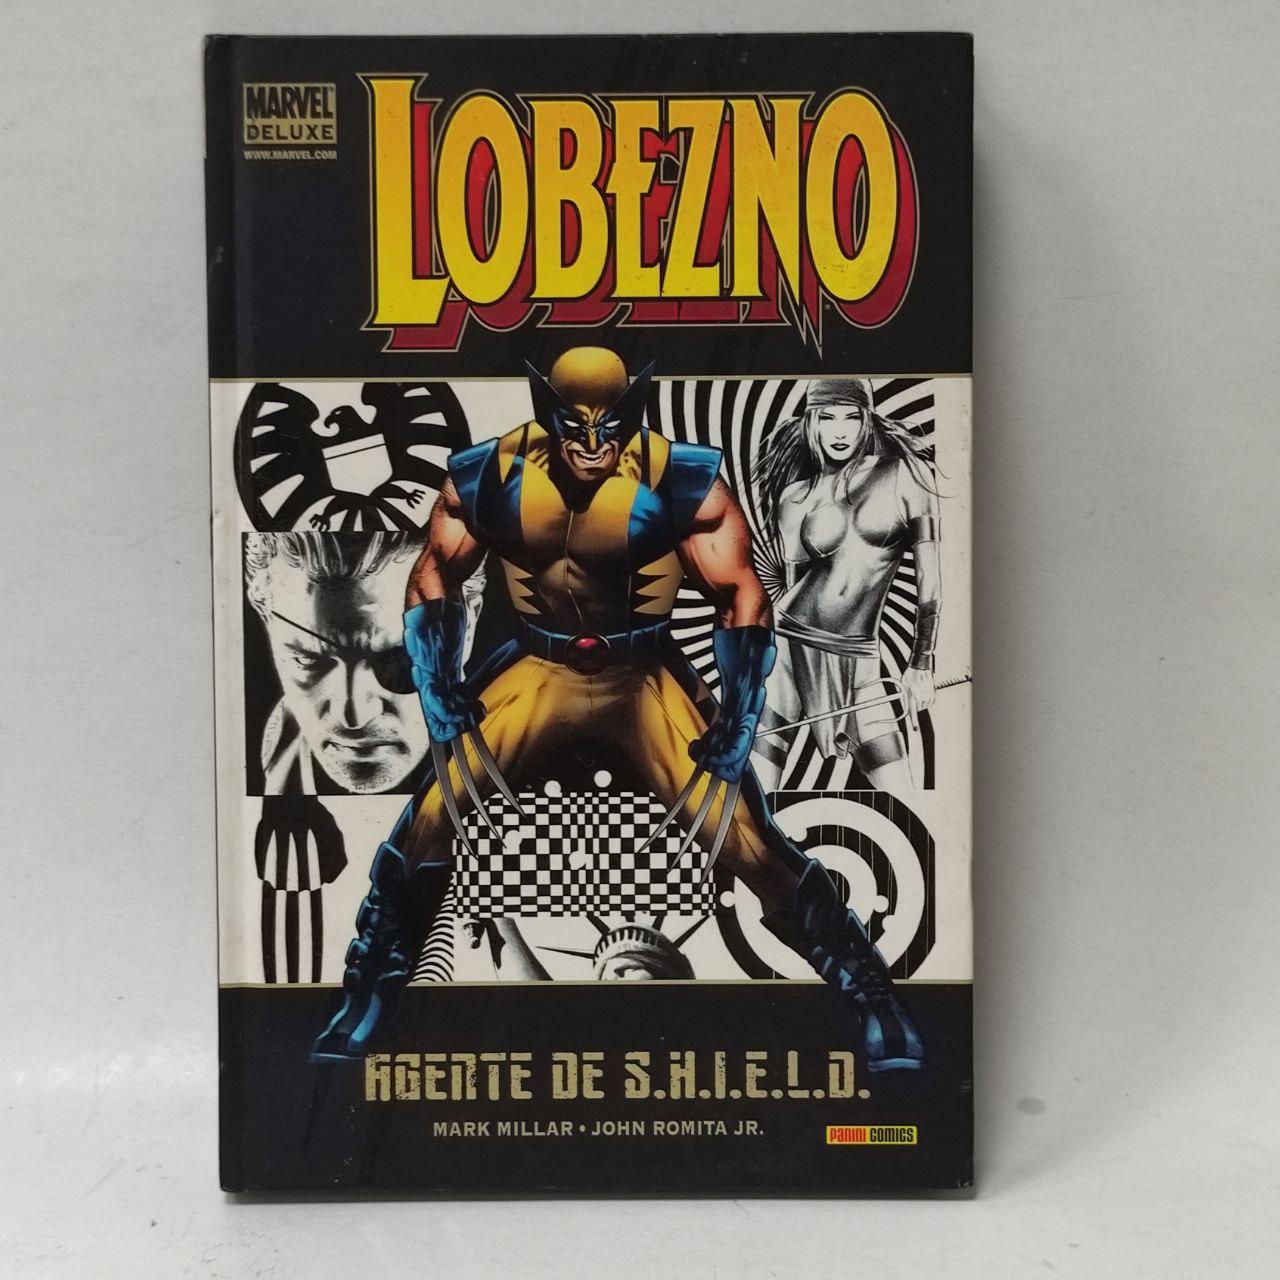 MARVEL
DELUXE
WWW.MARVEL.COM
LOBEZNO
AGENTE DE S.H.I.E.L.D.
MARK MILLAR • JOHN ROMITA JR.
PANINI COMICS